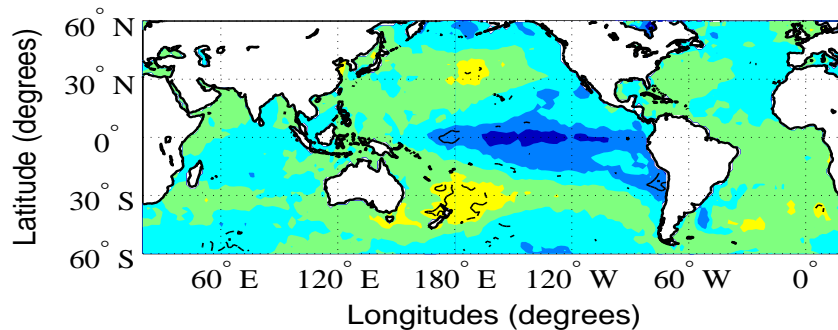 60° N
30° N
0°
30° S
60° S
Latitude (degrees)
60° E
120° E
180° E
120° W
60° W
0°
Longitudes (degrees)